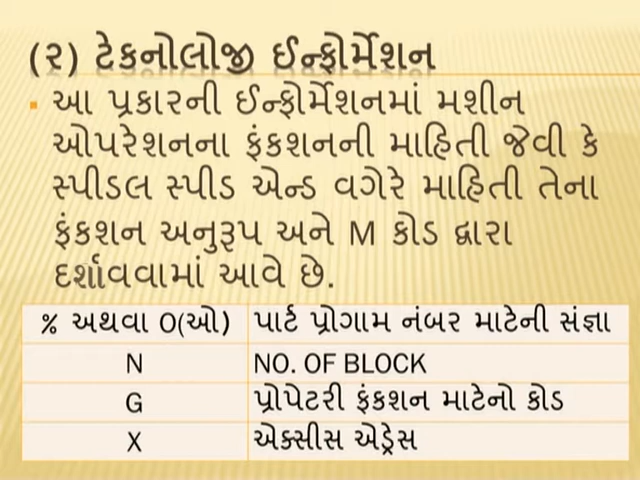 (૨) ટેકનોલોજી ઈન્ફોર્મેશન
આ પ્રકારની ઈન્ફોર્મેશનમાં મશીન
ઓપરેશનના ફંકશનની માહિતી જેવી કે
સ્પીડલ સ્પીડ એન્ડ વગેરે માહિતી તેના
ફંકશન અનુરૂપ અને M કોડ દ્વારા
દર્શાવવામાં આવે છે.
% અથવા O(ઓ) પાર્ટ પ્રોગામ નંબર માટેની સંજ્ઞા
N NO. OF BLOCK
G પ્રોપેટરી ફંકશન માટેનો કોડ
X એક્સીસ એડ્રેસ